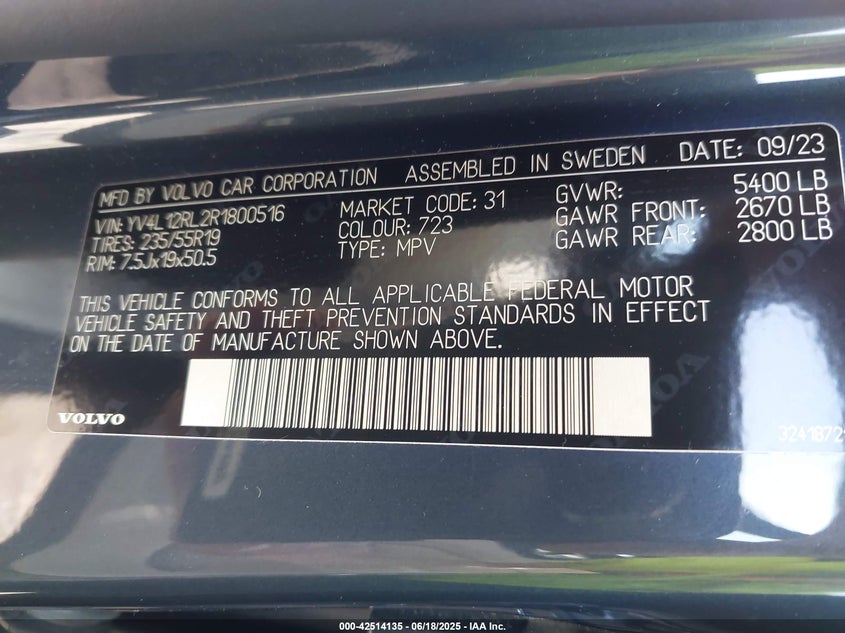 MFD BY VOLVO CAR CORPORATION ASSEMBLED IN SWEDEN DATE: 09/23
VIN: YV4L12RL2R1800516 MARKET CODE: 31 GVWR: 5400 LB
TIRES: 235/55R19 COLOUR: 723 GAWR FRONT: 2670 LB
RIM: 7.5Jx19x50.5 TYPE: MPV GAWR REAR: 2800 LB
THIS VEHICLE CONFORMS TO ALL APPLICABLE FEDERAL MOTOR
VEHICLE SAFETY AND THEFT PREVENTION STANDARDS IN EFFECT
ON THE DATE OF MANUFACTURE SHOWN ABOVE.
VOLVO
000-42514135 - 06/18/2025 - IAA Inc.